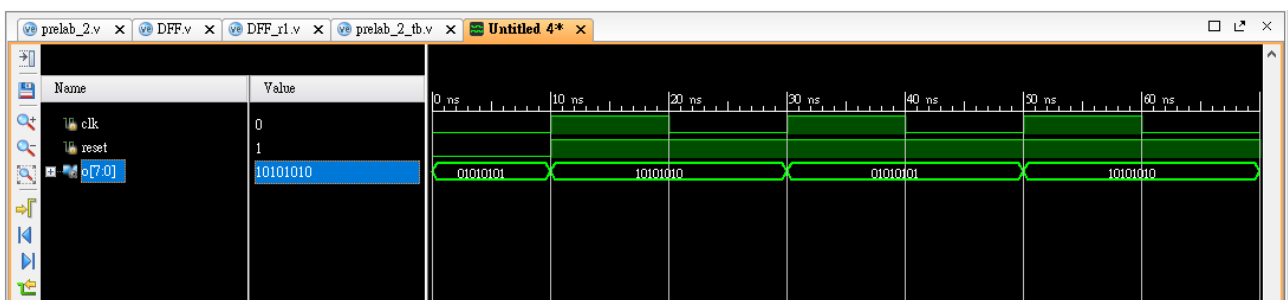 prelab_2.v DFF.v DFF_r1.v prelab_2_tb.v Untitled 4*
Name Value
0 ns 10 ns 20 ns 30 ns 40 ns 50 ns 60 ns
clk 0
reset 1
o[7:0] 10101010 01010101 10101010 01010101 10101010